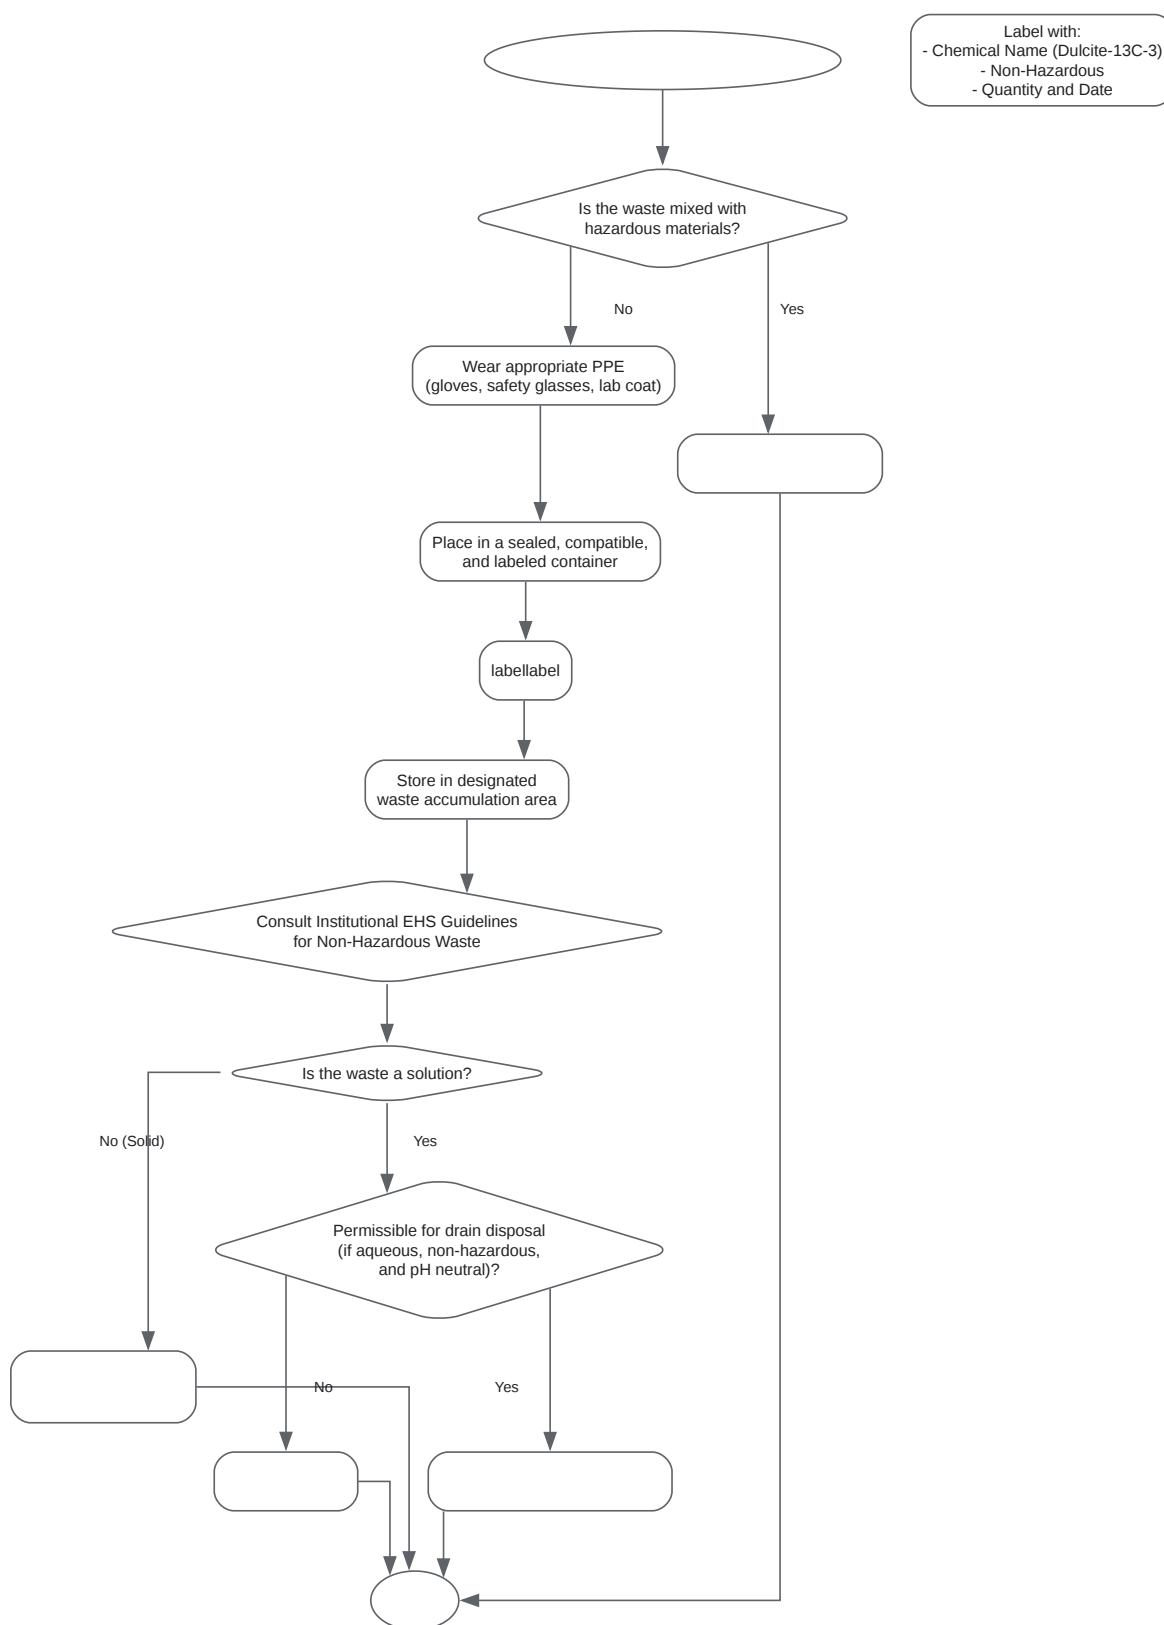 Label with:
- Chemical Name (Dulcite-13C-3)
- Non-Hazardous
- Quantity and Date
Is the waste mixed with
hazardous materials?
No
Yes
Wear appropriate PPE
(gloves, safety glasses, lab coat)
Place in a sealed, compatible,
and labeled container
labellabel
Store in designated
waste accumulation area
Consult Institutional EHS Guidelines
for Non-Hazardous Waste
Is the waste a solution?
No (Solid)
Yes
Permissible for drain disposal
(if aqueous, non-hazardous,
and pH neutral)?
No
Yes